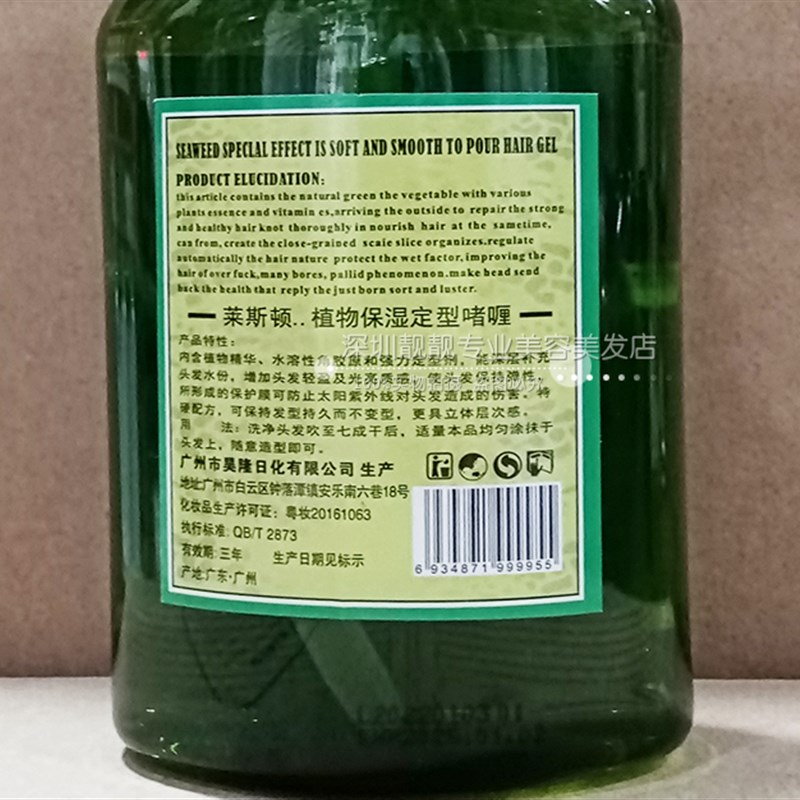 SEAWEED SPECLAL EFFECT IS SOFT AND SMOOTH TO POUR HAIR GEL
PRODUCT ELUCIDATION:
this article contains the natural green the vegetable with various
plants essence and vitamin es,arriving the outside to repair the strong
and healthy hair knot thoroughly in nourish hair at the sametime,
can from, create the close-grained scaie slice organizes.regulate
automatically the hair nature protect the wet factor, improving the
hair of over fuck,many bores, pallid phenomenon.make head send
back the health that reply the just born sort and luster.
莱斯顿..植物保湿定型啫喱
深圳靓靓专业美容美发店
产品特性:
内含植物精华、水溶性角朊原和强力定型剂,能深层补充
头发水份,增加头发轻盈及光亮质造,使头发保持弹性,
所形成的保护膜可防止太阳紫外线对头发造成的伤害。特
硬配方,可保持发型持久而不变型,更具立体层次感。
用 法:洗净头发吹至七成干后,适量本品均匀涂抹于
头发上,随意造型即可。
广州市昊隆日化有限公司 生产
地址:广州市白云区钟落潭镇安乐南六巷18号
化妆品生产许可证:粤妆20161063
执行标准:QB/T 2873
有效期:三年 生产日期见标示
产地:广东·广州
6 934871 999955